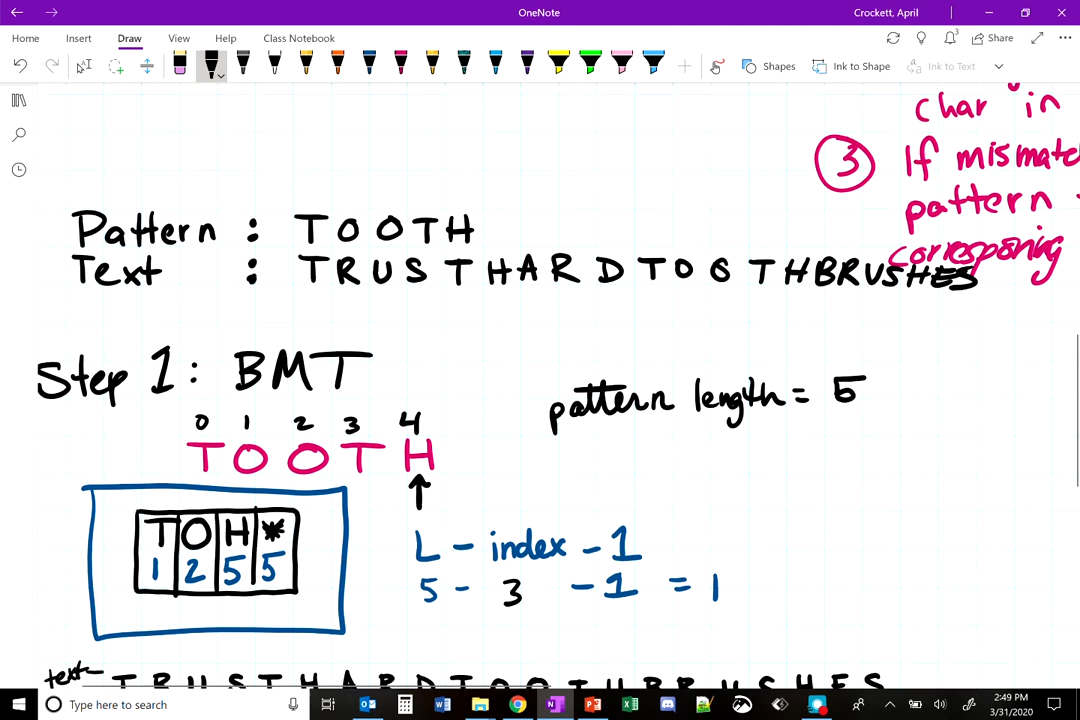 OneNote
Crockett, April
Home Insert Draw View Help Class Notebook
Share
Shapes
Ink to Shape
Ink to Text
char in
3 If mismatc
pattern
corresponing
Pattern : TOOTH
Text : TRUSTHARDTOOTHBRUSHES
Step 1: BMT
pattern length = 5
0 1 2 3 4
TOOTH
T O H *
1 2 5 5
L - index - 1
5 - 3 - 1 = 1
text- TRUSTHARDTOOTHBRUSHES
Type here to search
2:49 PM
3/31/2020